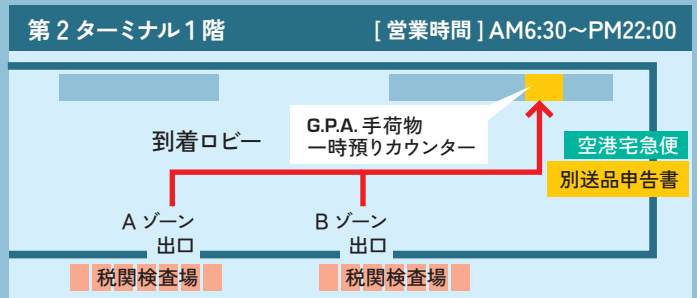 第2ターミナル1階
[営業時間] AM6:30〜PM22:00
G.P.A. 手荷物
一時預りカウンター
到着ロビー
空港宅急便
別送品申告書
A ゾーン
出口
B ゾーン
出口
税関検査場
税関検査場